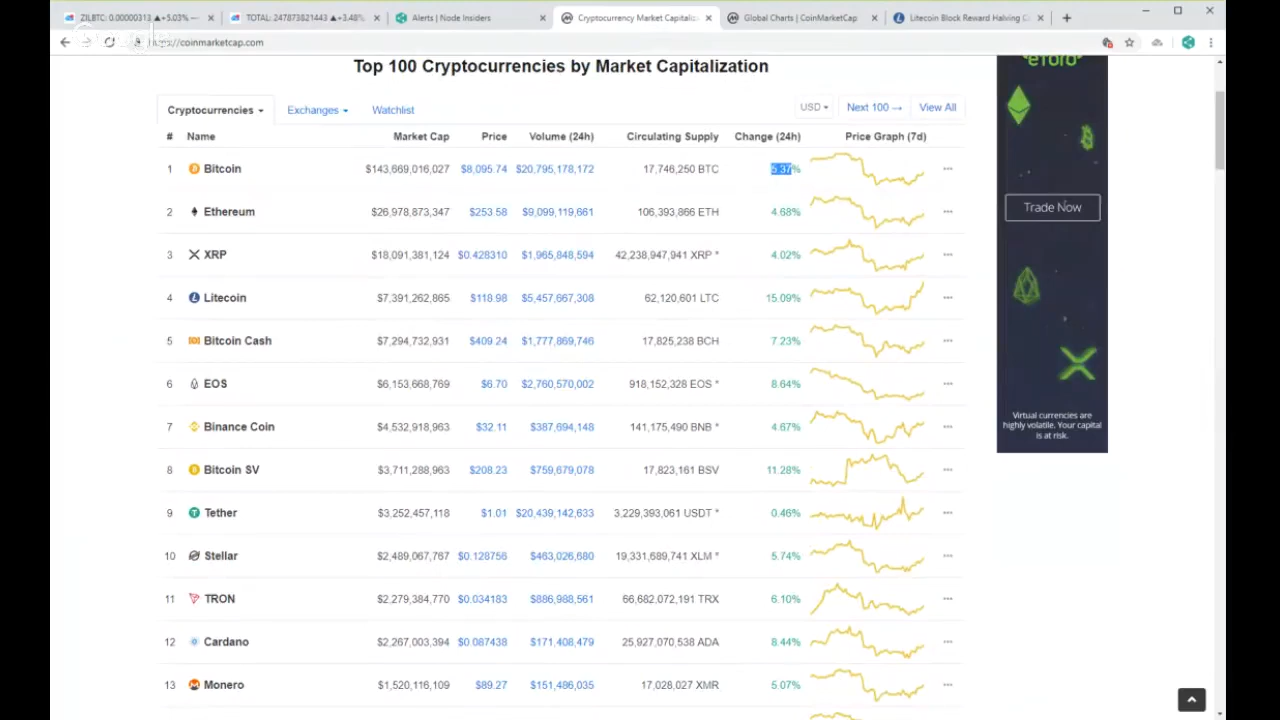 ZILBTC: 0.00000313 ▲+5.03% —
TOTAL: 247873821443 ▲+3.48%
Alerts | Node Insiders
Cryptocurrency Market Capitaliz
Global Charts | CoinMarketCap
Litecoin Block Reward Halving C
coinmarketcap.com
Top 100 Cryptocurrencies by Market Capitalization
Cryptocurrencies Exchanges Watchlist USD Next 100 → View All
# Name Market Cap Price Volume (24h) Circulating Supply Change (24h) Price Graph (7d)
1 Bitcoin $143,669,016,027 $8,095.74 $20,795,178,172 17,746,250 BTC 5.37%
2 Ethereum $26,978,873,347 $253.58 $9,099,119,661 106,393,866 ETH 4.68%
3 XRP $18,091,381,124 $0.428310 $1,965,848,594 42,238,947,941 XRP * 4.02%
4 Litecoin $7,391,262,865 $118.98 $5,457,667,308 62,120,601 LTC 15.09%
5 Bitcoin Cash $7,294,732,931 $409.24 $1,777,869,746 17,825,238 BCH 7.23%
6 EOS $6,153,668,769 $6.70 $2,760,570,002 918,152,328 EOS * 8.64%
7 Binance Coin $4,532,918,963 $32.11 $387,694,148 141,175,490 BNB * 4.67%
8 Bitcoin SV $3,711,288,963 $208.23 $759,679,078 17,823,161 BSV 11.28%
9 Tether $3,252,457,118 $1.01 $20,439,142,633 3,229,393,061 USDT * 0.46%
10 Stellar $2,489,067,767 $0.128756 $463,026,680 19,331,689,741 XLM * 5.74%
11 TRON $2,279,384,770 $0.034183 $886,988,561 66,682,072,191 TRX 6.10%
12 Cardano $2,267,003,394 $0.087438 $171,408,479 25,927,070,538 ADA 8.44%
13 Monero $1,520,116,109 $89.27 $151,486,035 17,028,027 XMR 5.07%
eToro
Trade Now
Virtual currencies are
highly volatile. Your capital
is at risk.